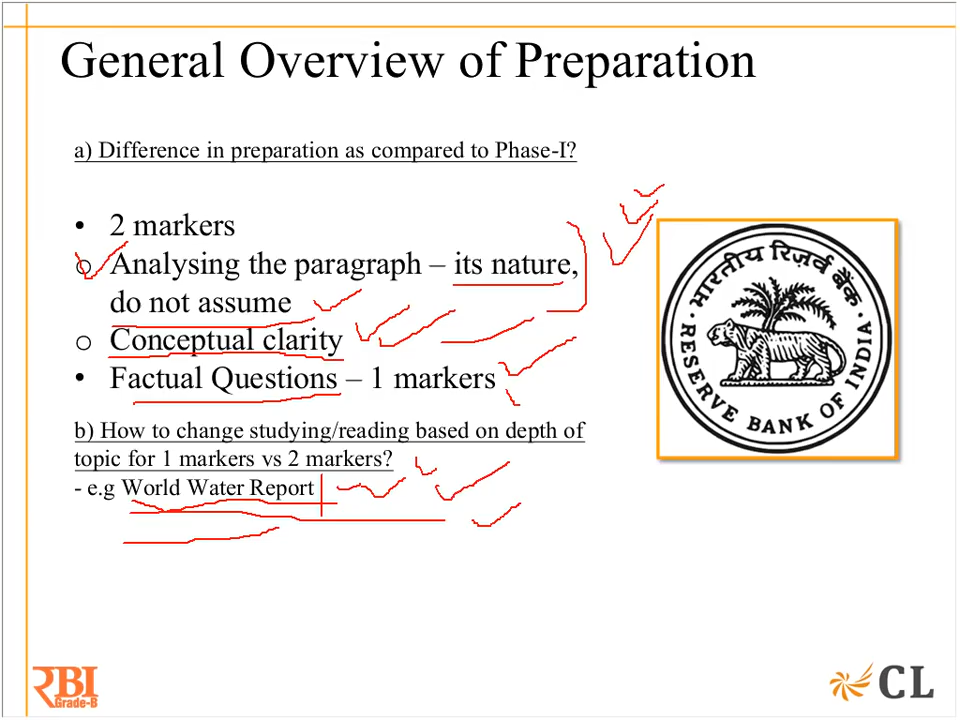 General Overview of Preparation
a) Difference in preparation as compared to Phase-I?
• 2 markers
o Analysing the paragraph – its nature,
do not assume
o Conceptual clarity
• Factual Questions – 1 markers
b) How to change studying/reading based on depth of
topic for 1 markers vs 2 markers?
- e.g World Water Report
भारतीय रिज़र्व बैंक
RESERVE BANK OF INDIA
RBI
Grade-B
CL